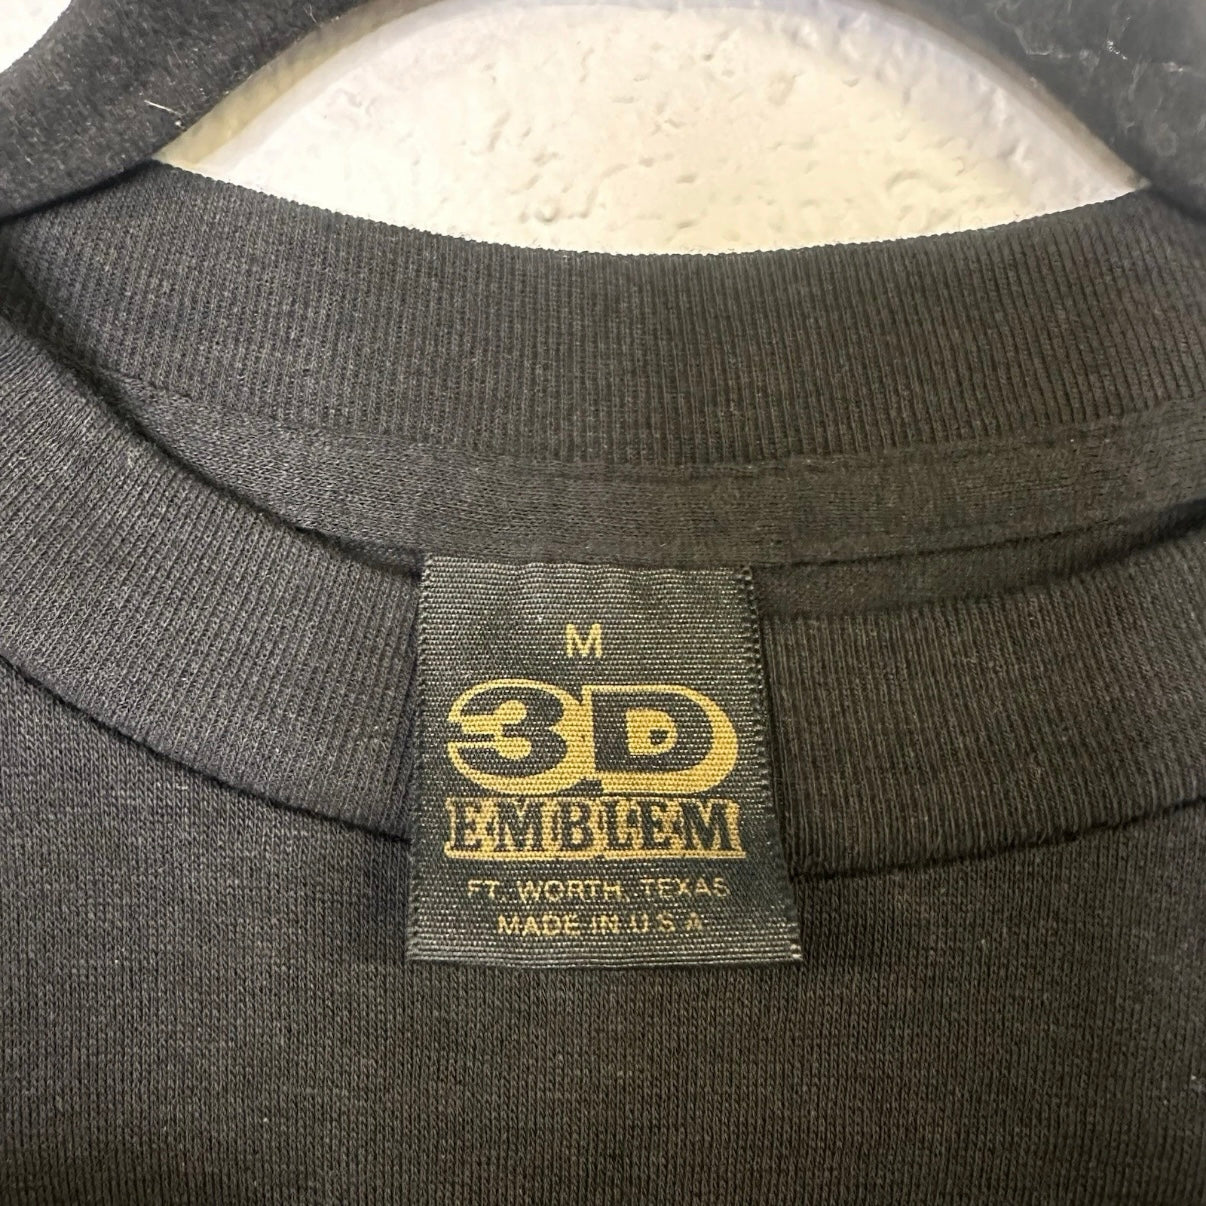 M
3D
EMBLEM
FT. WORTH, TEXAS
MADE IN U S A